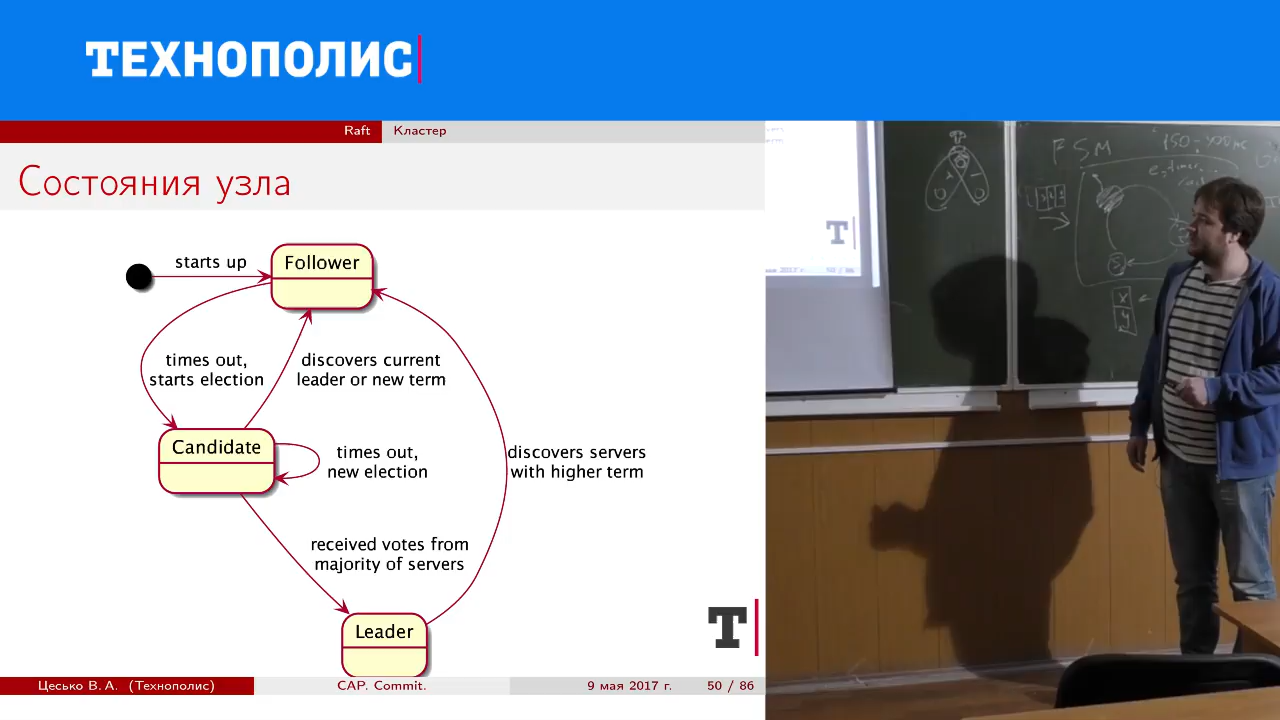 ТЕХНОПОЛИС
Raft Кластер
Состояния узла
starts up
Follower
times out,
starts election
discovers current
leader or new term
Candidate
times out,
new election
discovers servers
with higher term
received votes from
majority of servers
Leader
T
Цесько В. А. (Технополис) CAP. Commit. 9 мая 2017 г. 50 / 86
T
FSM
x
y